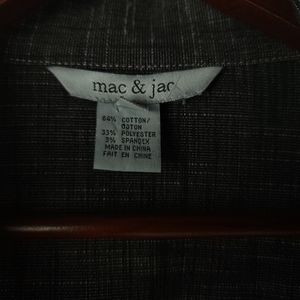 mac & jac
64% COTTON/
COTON
33% POLYESTER
3% SPANDEX
MADE IN CHINA
FAIT EN CHINE